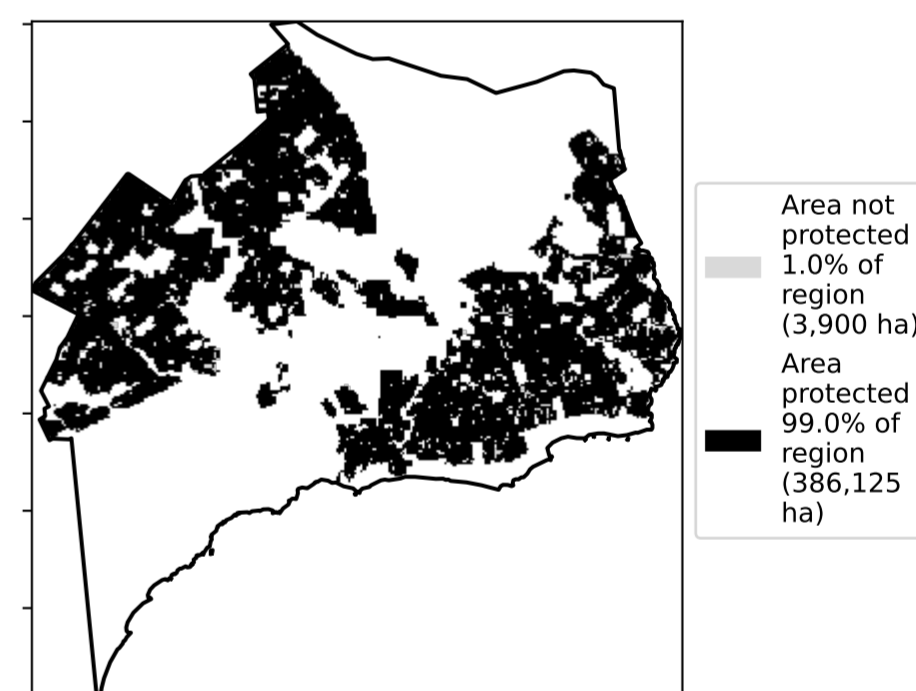 Area not
protected
1.0% of
region
(3,900 ha)
Area
protected
99.0% of
region
(386,125
ha)